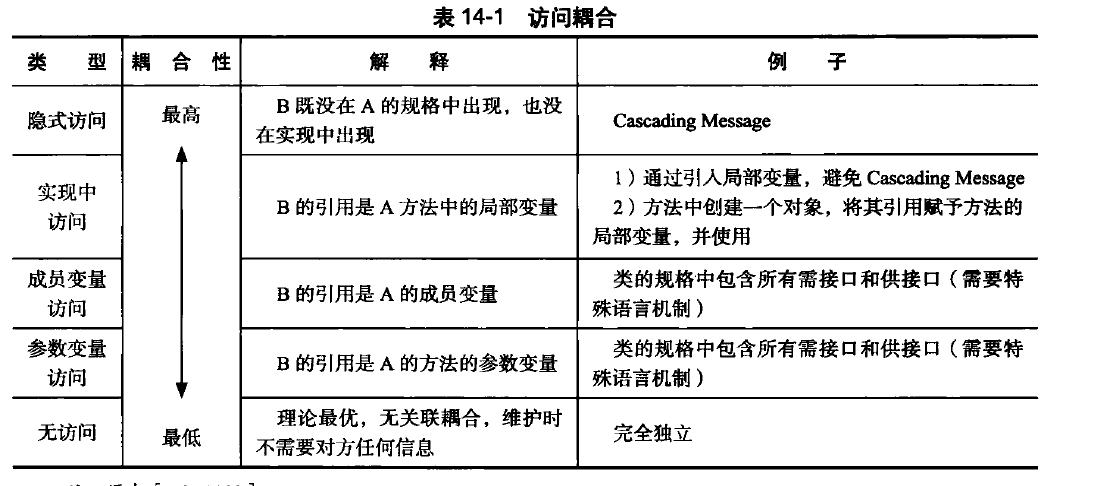 表 14-1 访问耦合
类 型 耦 合 性 解 释 例 子
隐式访问 最高 B 既没在 A 的规格中出现，也没
在实现中出现
Cascading Message
实现中
访问
B 的引用是 A 方法中的局部变量
1）通过引入局部变量，避免 Cascading Message
2）方法中创建一个对象，将其引用赋予方法的
局部变量，并使用
成员变量
访问
B 的引用是 A 的成员变量
类的规格中包含所有需接口和供接口（需要特
殊语言机制）
参数变量
访问
B 的引用是 A 的方法的参数变量
类的规格中包含所有需接口和供接口（需要特
殊语言机制）
无访问 最低
理论最优，无关联耦合，维护时
不需要对方任何信息
完全独立